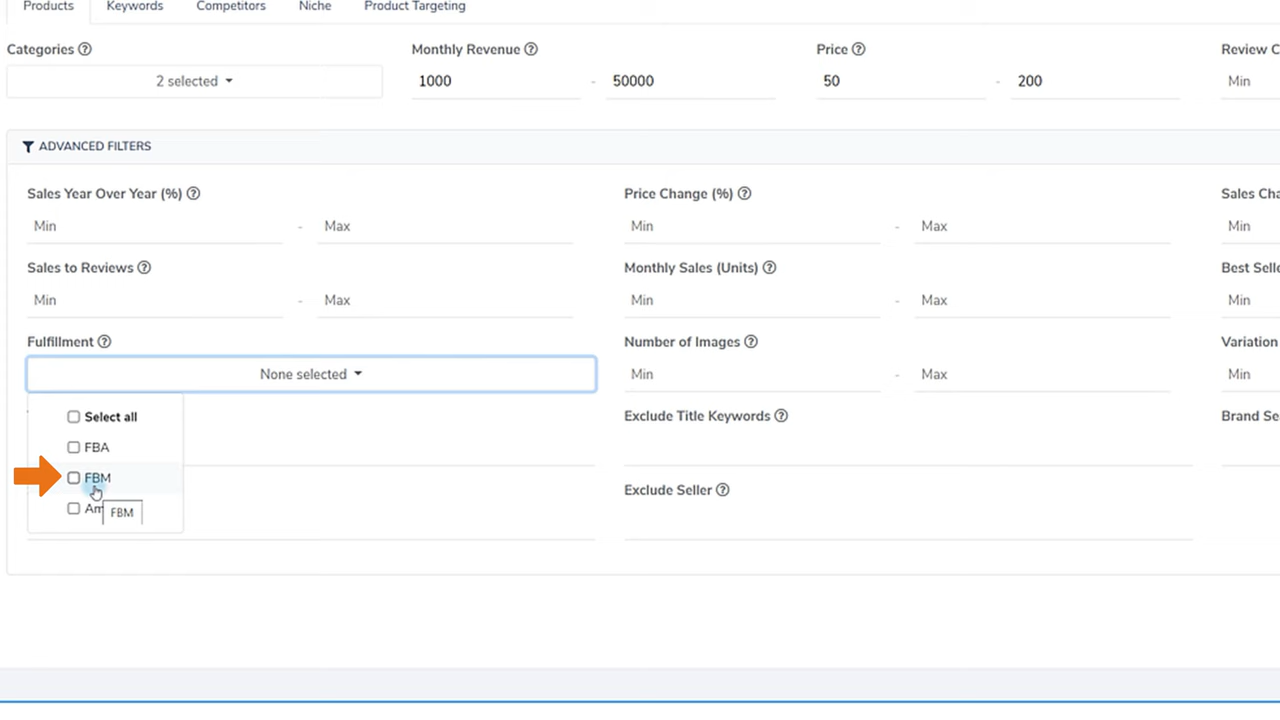 Products Keywords Competitors Niche Product Targeting
Categories Monthly Revenue Price Review C
2 selected 1000 - 50000 50 - 200 Min
ADVANCED FILTERS
Sales Year Over Year (%) Price Change (%) Sales Cha
Min - Max Min - Max Min
Sales to Reviews Monthly Sales (Units) Best Selle
Min - Max Min - Max Min
Fulfillment Number of Images Variation
None selected Min - Max Min
Select all Exclude Title Keywords Brand Se
FBA
FBM
Exclude Seller
Am
FBM